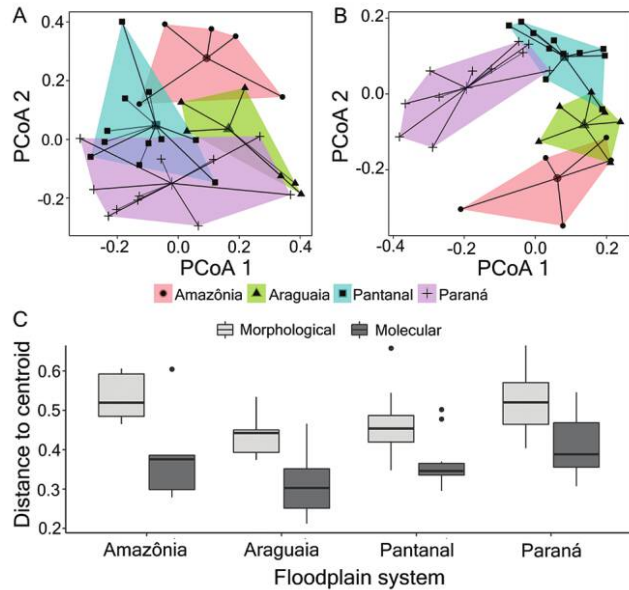 A
B
PCoA 2
0.4
0.2
0.0
-0.2
-0.2
0.0
0.2
0.4
PCoA 1
PCoA 2
0.2
0.0
-0.2
-0.4
-0.2
0.0
0.2
PCoA 1
Amazônia Araguaia Pantanal Paraná
C
Morphological Molecular
Distance to centroid
0.6
0.5
0.4
0.3
0.2
Amazônia Araguaia Pantanal Paraná
Floodplain system